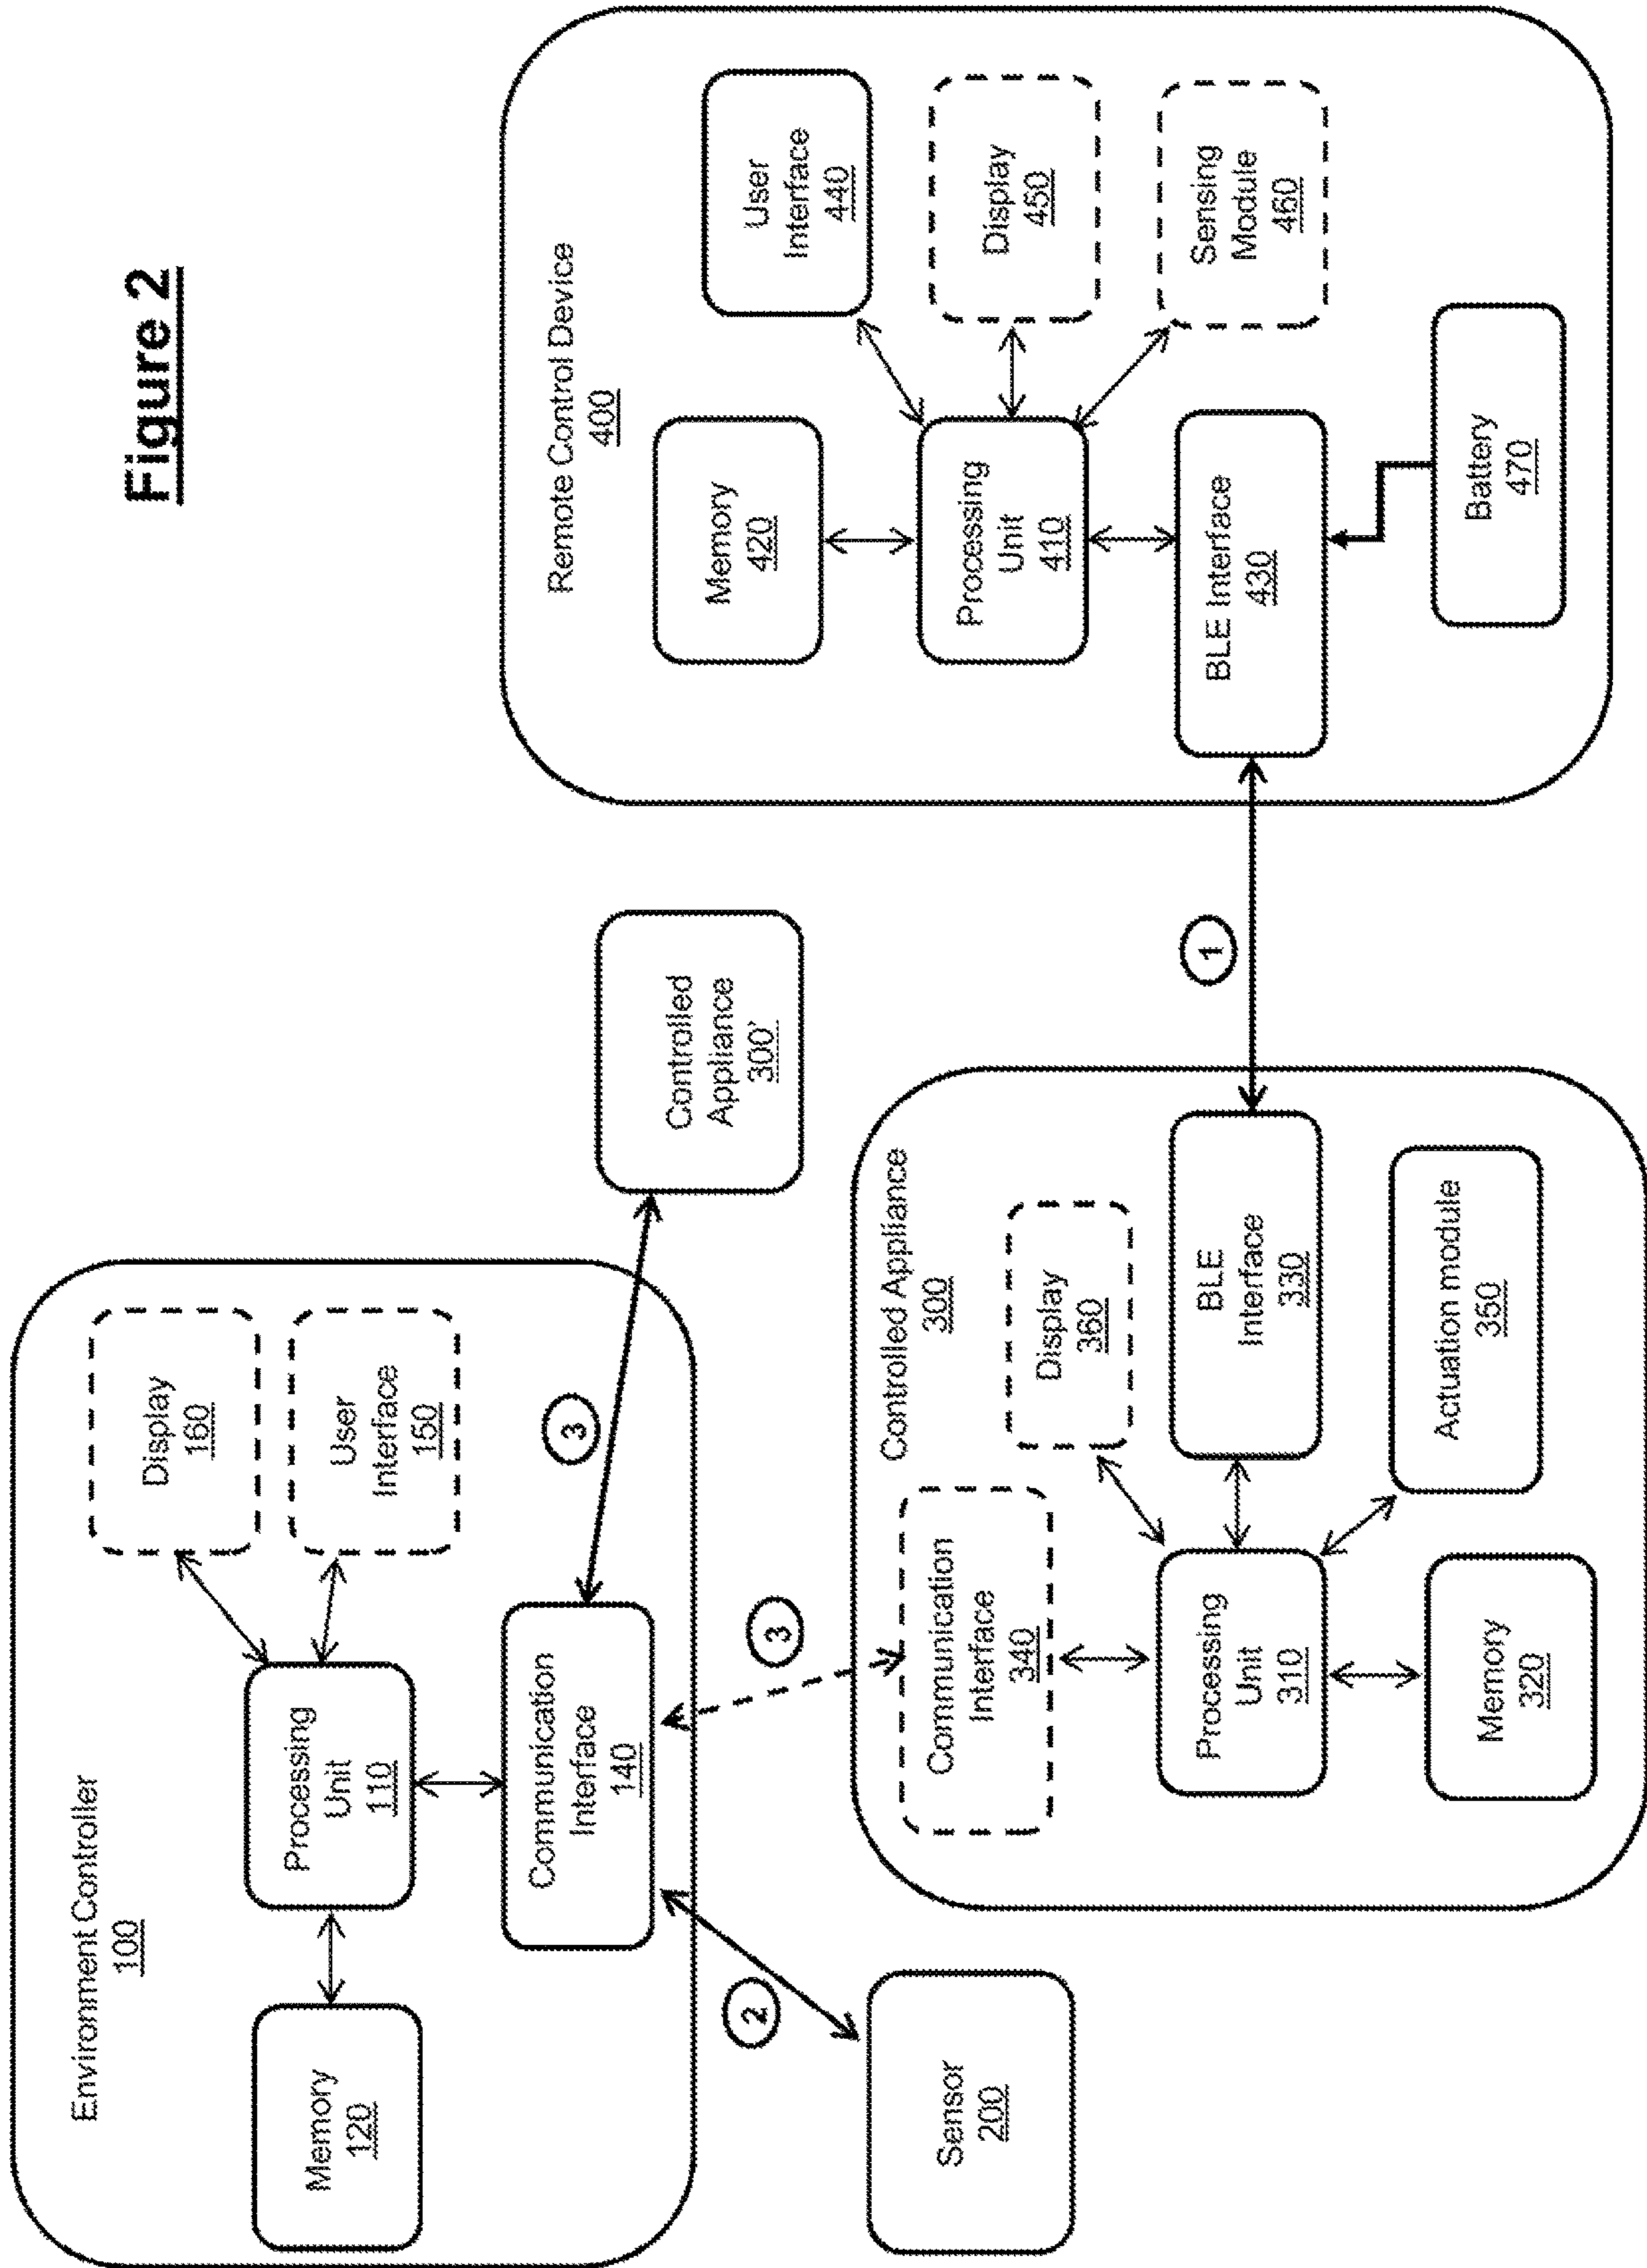 Figure 2
Environment Controller
100
Memory
120
Processing
Unit
110
Display
160
User
Interface
150
Communication
Interface
140
2
3
3
Sensor
200
Controlled
Appliance
300'
Controlled Appliance
300
Communication
Interface
340
Display
360
Processing
Unit
310
BLE
Interface
330
Memory
320
Actuation module
350
1
Remote Control Device
400
Memory
420
User
Interface
440
Processing
Unit
410
Display
450
BLE Interface
430
Sensing
Module
460
Battery
470